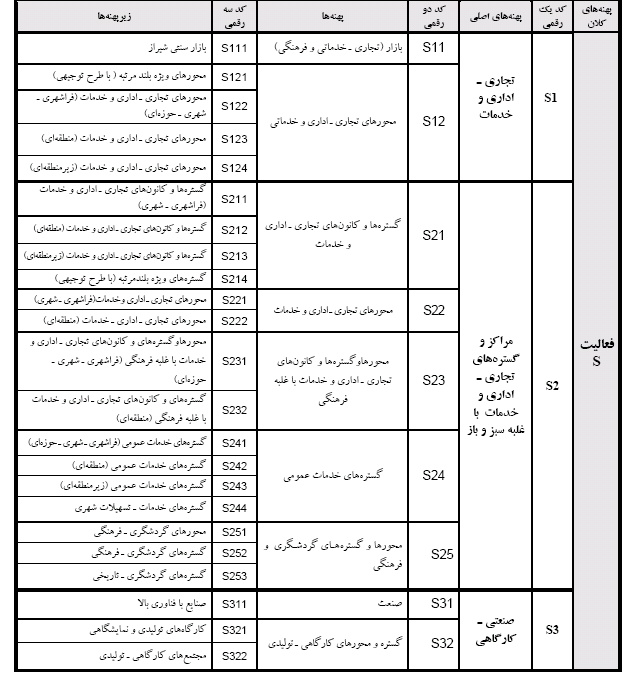 پهنه‌های کلان
کد یک رقمی
پهنه‌های اصلی
کد دو رقمی
پهنه‌ها
کد سه رقمی
زیرپهنه‌ها
فعالیت
S
S1
تجاری ـ
اداری و
خدمات
S11
بازار (تجاری ـ خدماتی و فرهنگی)
S111
بازار سنتی شیراز
S12
محورهای تجاری ـ اداری و خدماتی
S121
محورهای ویژه بلند مرتبه ( با طرح توجیهی)
S122
محورهای تجاری ـ اداری و خدمات (فراشهری ـ
شهری ـ حوزه‌ای)
S123
محورهای تجاری ـ اداری و خدمات (منطقه‌ای)
S124
محورهای تجاری ـ اداری و خدمات (زیرمنطقه‌ای)
S2
مراکز و
گستره‌های
تجاری ـ
اداری و
خدمات با
غلبه سبز و باز
S21
گستره‌ها و کانون‌های تجاری ـ اداری
و خدمات
S211
گستره‌ها و کانون‌های تجاری ـ اداری و خدمات
(فراشهری ـ شهری)
S212
گستره‌ها و کانون‌های تجاری ـ اداری و خدمات (منطقه‌ای)
S213
گستره‌ها و کانون‌های تجاری ـ اداری و خدمات (زیرمنطقه‌ای)
S214
گستره‌های ویژه بلندمرتبه (با طرح توجیهی)
S22
محورهای تجاری ـ اداری و خدمات
S221
محورهای تجاری ـ اداری وخدمات(فراشهری ـ شهری)
S222
محورهای تجاری ـ اداری ـ خدمات (منطقه‌ای)
S23
محورهاوگستره‌ها و کانون‌های
تجاری ـ اداری و خدمات با غلبه
فرهنگی
S231
محورهاوگستره‌های و کانون‌های تجاری ـ اداری و
خدمات با غلبه فرهنگی (فراشهری ـ شهری ـ
حوزه‌ای)
S232
گستره‌های و کانون‌های تجاری ـ اداری و خدمات
با غلبه فرهنگی (منطقه‌ای)
S24
گستره‌های خدمات عمومی
S241
گستره‌های خدمات عمومی (فراشهری ـ شهری ـ حوزه‌ای)
S242
گستره‌های خدمات عمومی (منطقه‌ای)
S243
گستره‌های خدمات عمومی (زیرمنطقه‌ای)
S244
گستره‌های خدمات ـ تسهیلات شهری
S25
محورها و گستره‌های گردشگری و
فرهنگی
S251
محورهای گردشگری ـ فرهنگی
S252
گستره‌های گردشگری ـ فرهنگی
S253
گستره‌های گردشگری ـ تاریخی
S3
صنعتی ـ
کارگاهی
S31
صنعت
S311
صنایع با فناوری بالا
S32
گستره و محورهای کارگاهی ـ تولیدی
S321
کارگاه‌های تولیدی و نمایشگاهی
S322
مجتمع‌های کارگاهی ـ تولیدی